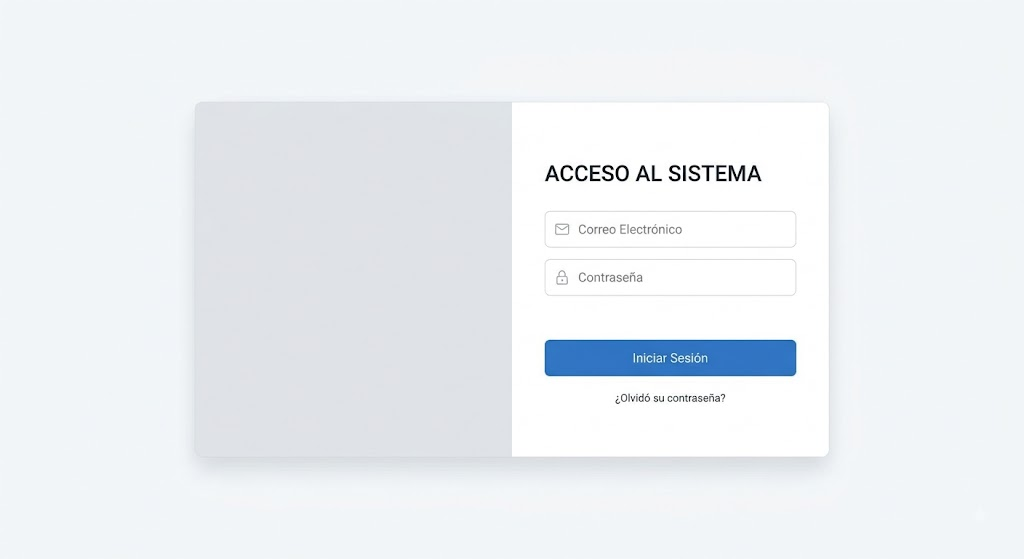 ACCESO AL SISTEMA
Correo Electrónico
Contraseña
Iniciar Sesión
¿Olvidó su contraseña?